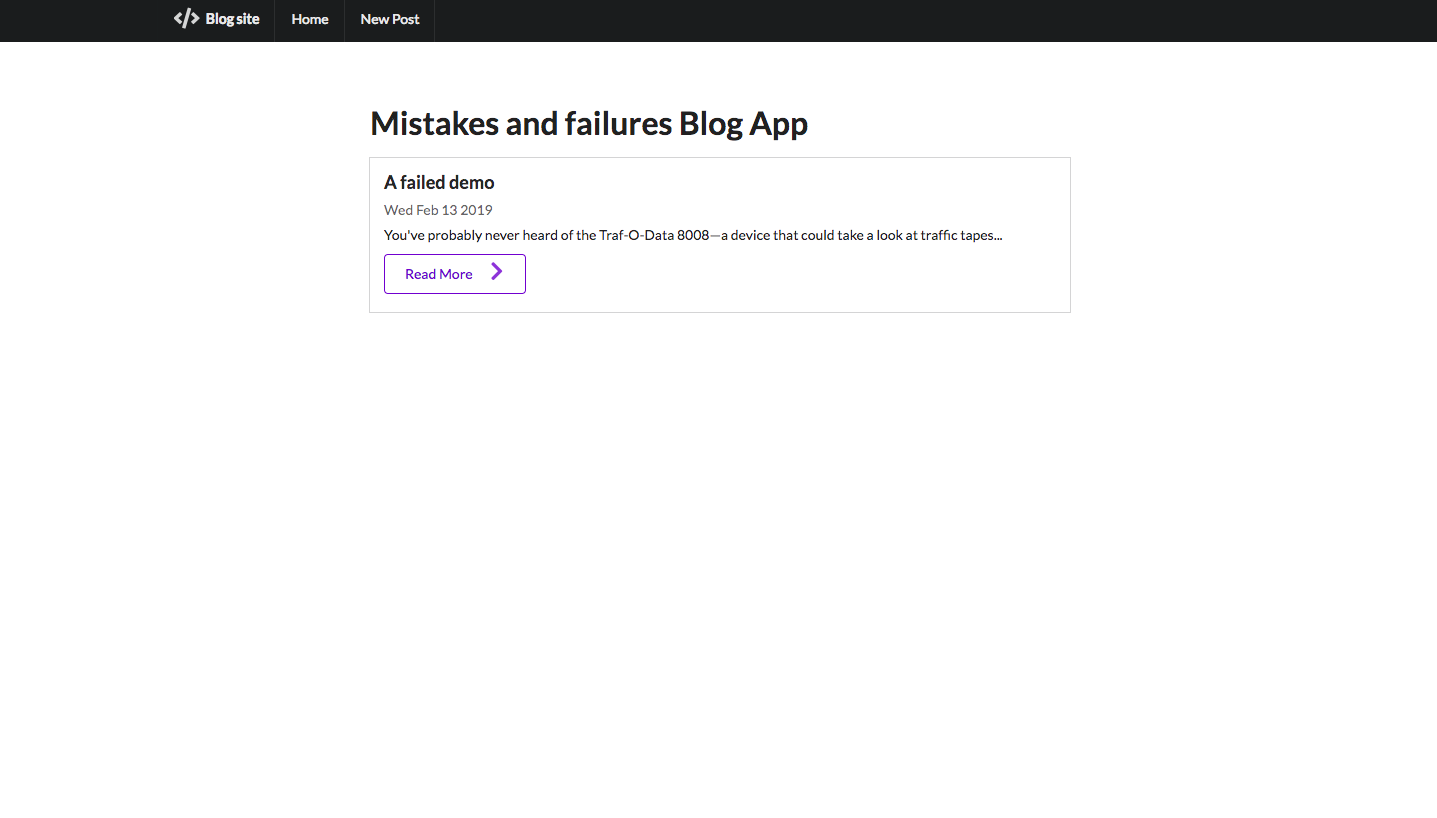 Blog site Home New Post
Mistakes and failures Blog App
A failed demo
Wed Feb 13 2019
You've probably never heard of the Traf-O-Data 8008—a device that could take a look at traffic tapes...
Read More